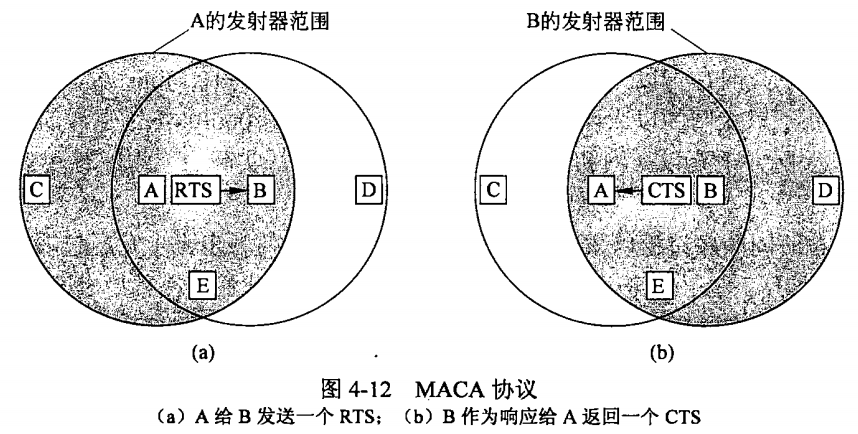 A的发射器范围 B的发射器范围
C A RTS B D C A CTS B D
E E
(a) (b)
图 4-12 MACA 协议
（a）A 给 B 发送一个 RTS；（b）B 作为响应给 A 返回一个 CTS